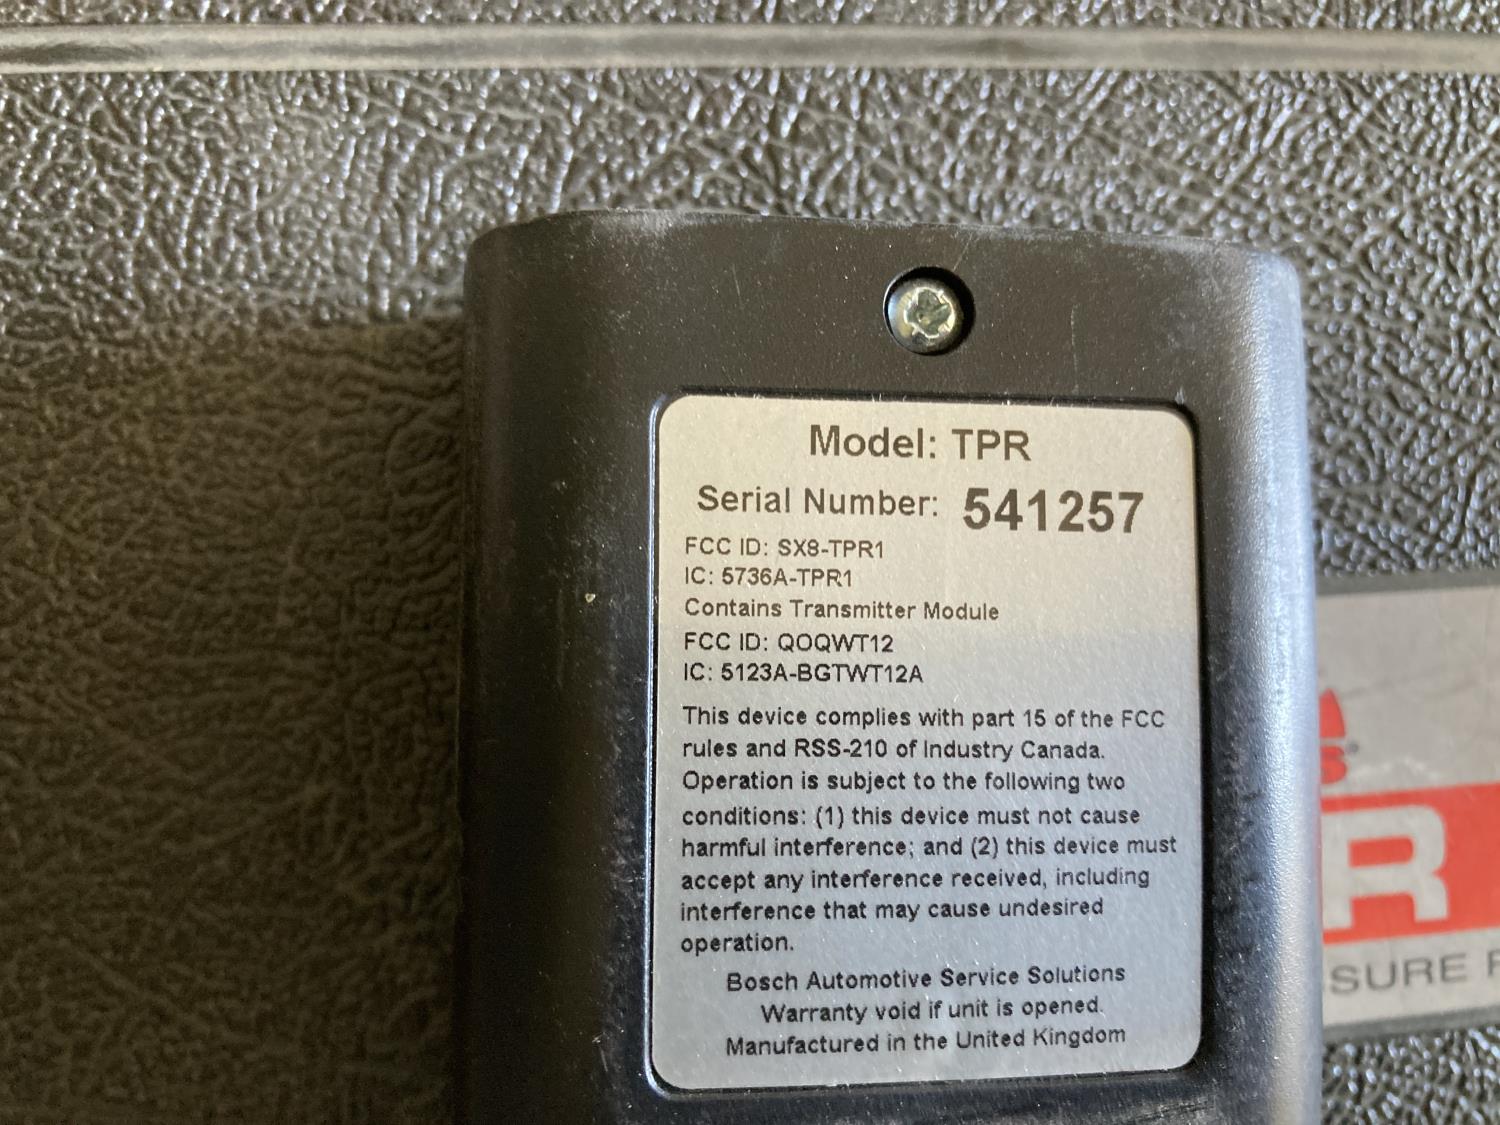 Model: TPR
Serial Number: 541257
FCC ID: SX8-TPR1
IC: 5736A-TPR1
Contains Transmitter Module
FCC ID: QOQWT12
IC: 5123A-BGTWT12A
This device complies with part 15 of the FCC
rules and RSS-210 of Industry Canada.
Operation is subject to the following two
conditions: (1) this device must not cause
harmful interference; and (2) this device must
accept any interference received, including
interference that may cause undesired
operation.
Bosch Automotive Service Solutions
Warranty void if unit is opened.
Manufactured in the United Kingdom
S®
R
SURE